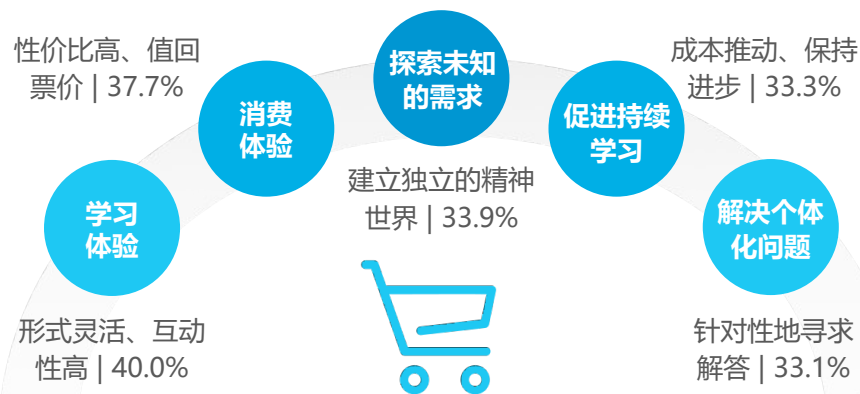 学习
体验
形式灵活、互动
性高 | 40.0%
性价比高、值回
票价 | 37.7%
消费
体验
探索未知
的需求
建立独立的精神
世界 | 33.9%
促进持续
学习
成本推动、保持
进步 | 33.3%
解决个体
化问题
针对性地寻求
解答 | 33.1%